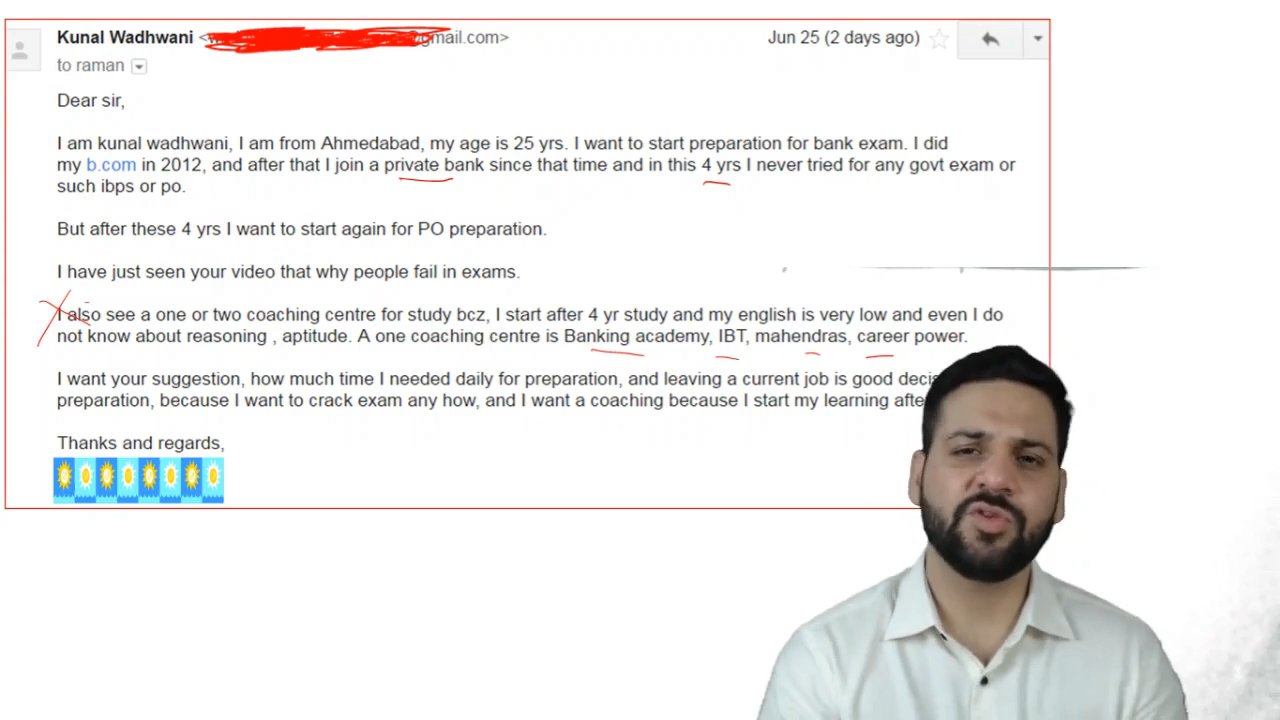 Kunal Wadhwani < gmail.com>
Jun 25 (2 days ago)
to raman
Dear sir,
I am kunal wadhwani, I am from Ahmedabad, my age is 25 yrs. I want to start preparation for bank exam. I did
my b.com in 2012, and after that I join a private bank since that time and in this 4 yrs I never tried for any govt exam or
such ibps or po.
But after these 4 yrs I want to start again for PO preparation.
I have just seen your video that why people fail in exams.
I also see a one or two coaching centre for study bcz, I start after 4 yr study and my english is very low and even I do
not know about reasoning , aptitude. A one coaching centre is Banking academy, IBT, mahendras, career power.
I want your suggestion, how much time I needed daily for preparation, and leaving a current job is good
preparation, because I want to crack exam any how, and I want a coaching because I start my learning
Thanks and regards,